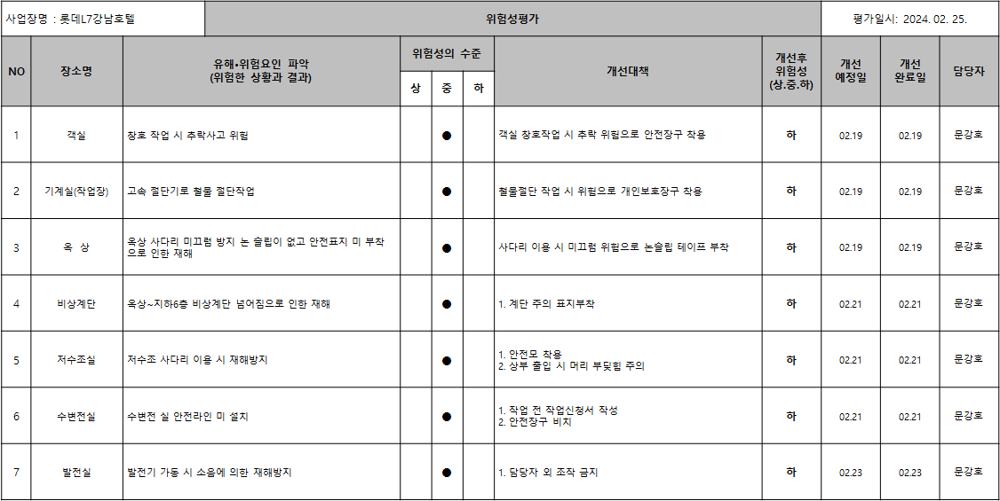 사업장명 : 롯데L7강남호텔 위험성평가 평가일시: 2024. 02. 25.
NO 장소명 유해•위험요인 파악 (위험한 상황과 결과) 위험성의 수준 상 중 하 개선대책 개선후 위험성 (상.중.하) 개선 예정일 개선 완료일 담당자
1 객실 창호 작업 시 추락사고 위험 ● 객실 창호작업 시 추락 위험으로 안전장구 착용 하 02.19 02.19 문강호
2 기계실(작업장) 고속 절단기로 철물 절단작업 ● 철물절단 작업 시 위험으로 개인보호장구 착용 하 02.19 02.19 문강호
3 옥 상 옥상 사다리 미끄럼 방지 논 슬립이 없고 안전표지 미 부착
으로 인한 재해 ● 사다리 이용 시 미끄럼 위험으로 논슬립 테이프 부착 하 02.19 02.19 문강호
4 비상계단 옥상~지하6층 비상계단 넘어짐으로 인한 재해 ● 1. 계단 주의 표지부착 하 02.21 02.21 문강호
5 저수조실 저수조 사다리 이용 시 재해방지 ● 1. 안전모 착용
2. 상부 출입 시 머리 부딪힘 주의 하 02.21 02.21 문강호
6 수변전실 수변전 실 안전라인 미 설치 ● 1. 작업 전 작업신청서 작성
2. 안전장구 비치 하 02.21 02.21 문강호
7 발전실 발전기 가동 시 소음에 의한 재해방지 ● 1. 담당자 외 조작 금지 하 02.23 02.23 문강호